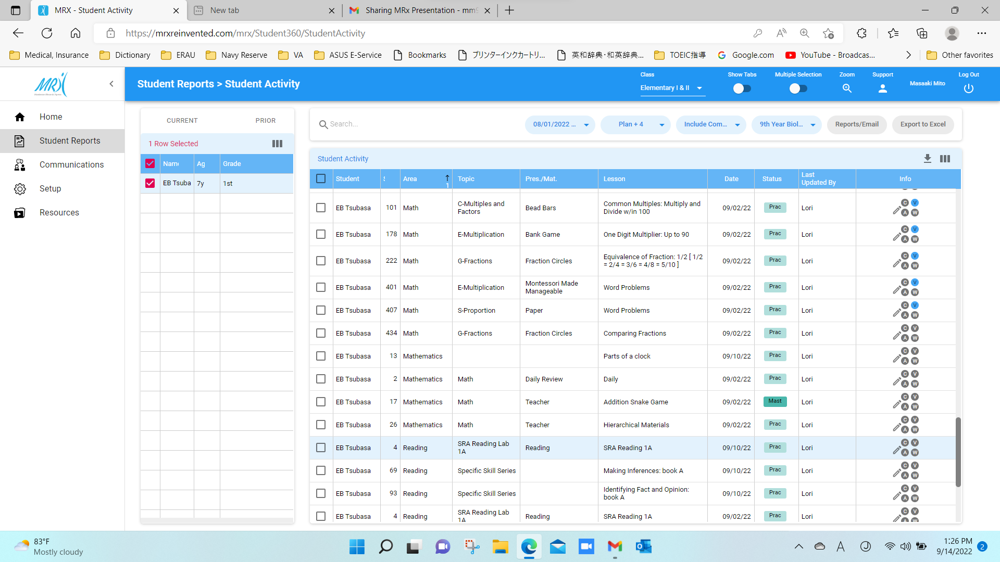 MRX - Student Activity
New tab
Sharing MRx Presentation - mm9
https://mrxreinvented.com/mrx/Student360/StudentActivity
Medical, Insurance
Dictionary
ERAU
Navy Reserve
VA
ASUS E-Service
Bookmarks
プリンターインクカートリ...
英和辞典・和英辞典...
TOEIC指導
Google.com
YouTube - Broadcas...
Other favorites
MRX
Student Reports > Student Activity
Class
Elementary I & II
Show Tabs
Multiple Selection
Zoom
Support
Masaaki Mito
Log Out
Home
Student Reports
Communications
Setup
Resources
CURRENT
PRIOR
1 Row Selected
Name Ag Grade
EB Tsuba 7y 1st
Search...
08/01/2022 ...
Plan + 4
Include Com...
9th Year Biol...
Reports/Email
Export to Excel
Student Activity
Student Area 1 Topic Pres./Mat. Lesson Date Status Last Updated By Info
EB Tsubasa 101 Math C-Multiples and Factors Bead Bars Common Multiples: Multiply and Divide w/in 100 09/02/22 Prac Lori C V A W
EB Tsubasa 178 Math E-Multiplication Bank Game One Digit Multiplier: Up to 90 09/02/22 Prac Lori C V A W
EB Tsubasa 222 Math G-Fractions Fraction Circles Equivalence of Fraction: 1/2 [ 1/2 = 2/4 = 3/6 = 4/8 = 5/10 ] 09/02/22 Prac Lori C V A W
EB Tsubasa 401 Math E-Multiplication Montessori Made Manageable Word Problems 09/02/22 Prac Lori C V A W
EB Tsubasa 407 Math S-Proportion Paper Word Problems 09/02/22 Prac Lori C V A W
EB Tsubasa 434 Math G-Fractions Fraction Circles Comparing Fractions 09/02/22 Prac Lori C V A W
EB Tsubasa 13 Mathematics Parts of a clock 09/10/22 Prac Lori C V A W
EB Tsubasa 2 Mathematics Math Daily Review Daily 09/02/22 Prac Lori C V A W
EB Tsubasa 17 Mathematics Math Teacher Addition Snake Game 09/02/22 Mast Lori C V A W
EB Tsubasa 26 Mathematics Math Teacher Hierarchical Materials 09/02/22 Prac Lori C V A W
EB Tsubasa 4 Reading SRA Reading Lab 1A Reading SRA Reading 1A 09/10/22 Prac Lori C V A W
EB Tsubasa 69 Reading Specific Skill Series Making Inferences: book A 09/10/22 Prac Lori C V A W
EB Tsubasa 93 Reading Specific Skill Series Identifying Fact and Opinion: book A 09/10/22 Prac Lori C V A W
EB Tsubasa 4 Reading SRA Reading Lab 1A Reading SRA Reading 1A 09/02/22 Prac Lori C V A W
83°F
Mostly cloudy
A
1:26 PM
9/14/2022
2